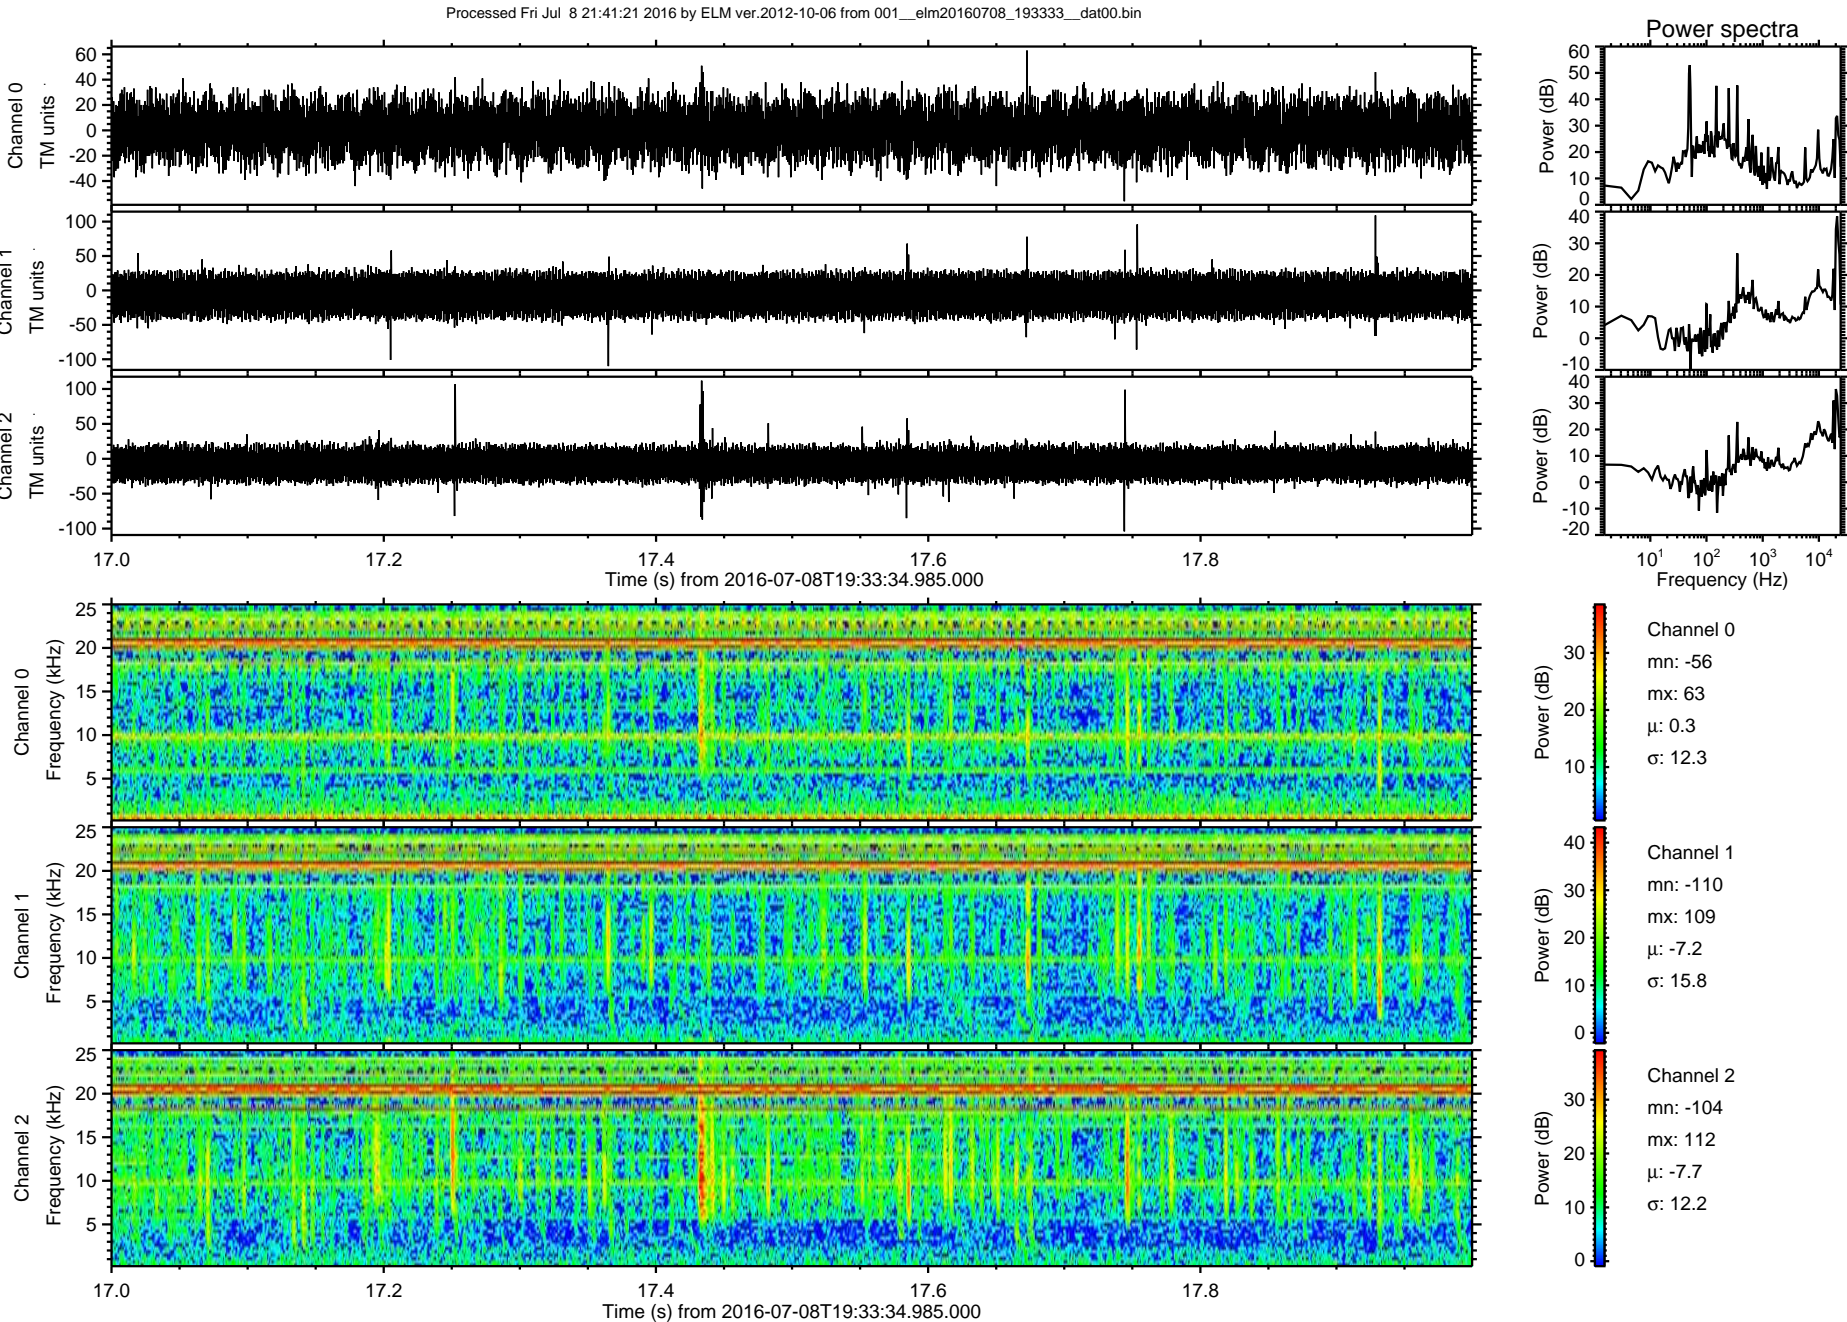 Processed Fri Jul 8 21:41:21 2016 by ELM ver.2012-10-06 from 001__elm20160708_193333__dat00.bin
Power spectra
Channel 0
TM units
60
40
20
0
-20
-40
Power (dB)
60
50
40
30
20
10
0
Channel 1
TM units
100
50
0
-50
-100
Power (dB)
40
30
20
10
0
-10
Channel 2
TM units
100
50
0
-50
-100
Power (dB)
40
30
20
10
0
-10
-20
17.0 17.2 17.4 17.6 17.8
Time (s) from 2016-07-08T19:33:34.985.000
10¹ 10² 10³ 10⁴
Frequency (Hz)
Channel 0
Frequency (kHz)
25
20
15
10
5
Power (dB)
30
20
10
Channel 0
mn: -56
mx: 63
μ: 0.3
σ: 12.3
Channel 1
Frequency (kHz)
25
20
15
10
5
Power (dB)
40
30
20
10
0
Channel 1
mn: -110
mx: 109
μ: -7.2
σ: 15.8
Channel 2
Frequency (kHz)
25
20
15
10
5
Power (dB)
30
20
10
0
Channel 2
mn: -104
mx: 112
μ: -7.7
σ: 12.2
17.0 17.2 17.4 17.6 17.8
Time (s) from 2016-07-08T19:33:34.985.000